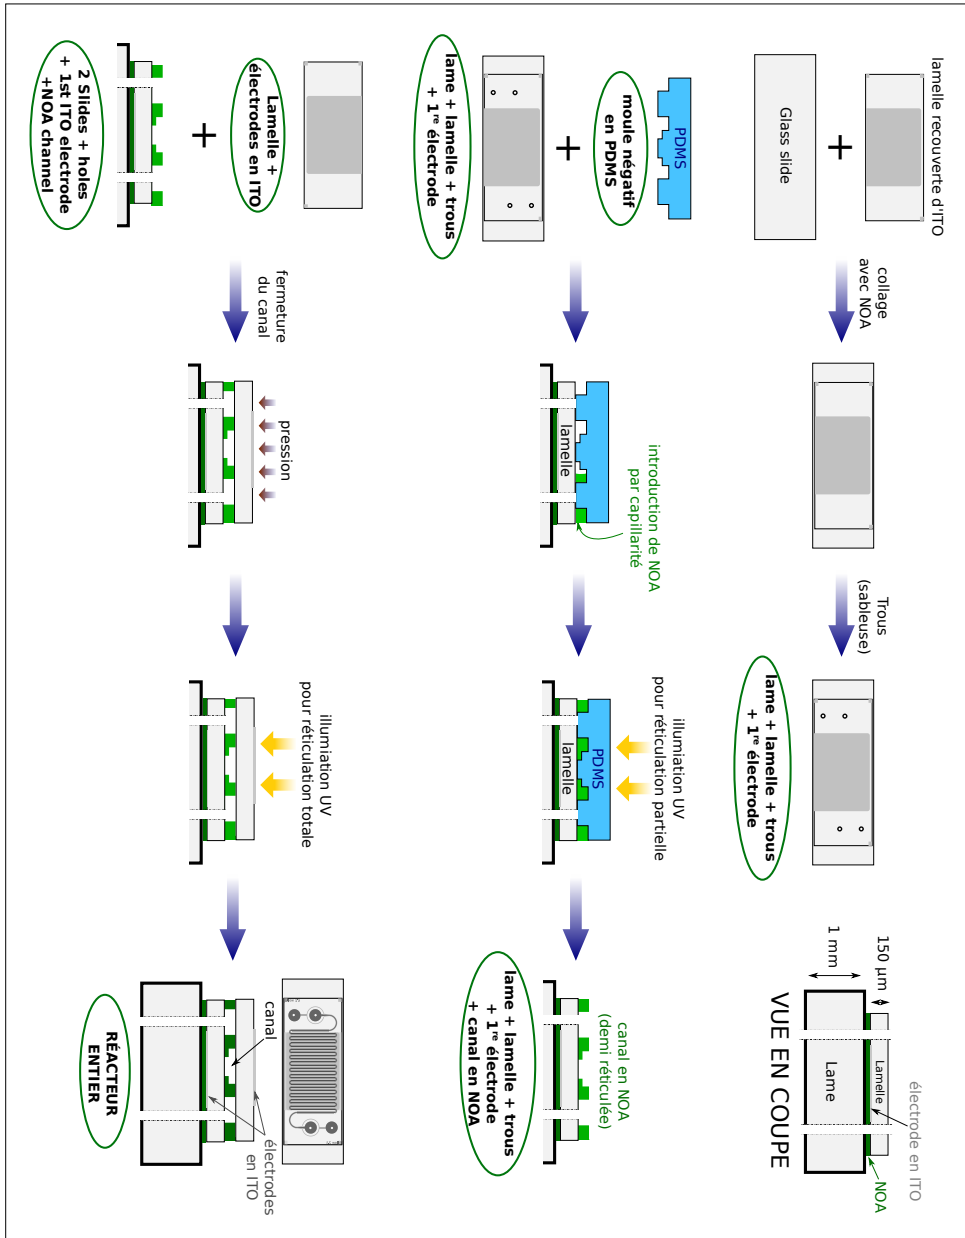 lamelle recouverte d'ITO
Glass slide
+
collage
avec NOA
Trous
(sableuse)
lame + lamelle + trous
+ 1re électrode
1 mm
150 µm
Lame
Lamelle
électrode en ITO
NOA
VUE EN COUPE
lame + lamelle + trous
+ 1re électrode
+
PDMS
moule négatif
en PDMS
lamelle
introduction de NOA
par capillarité
PDMS
lamelle
illumiation UV
pour réticulation partielle
canal en NOA
(demi réticulée)
lame + lamelle + trous
+ 1re électrode
+ canal en NOA
2 Slides + holes
+ 1st ITO electrode
+NOA channel
+
Lamelle +
électrodes en ITO
fermeture
du canal
pression
illumiation UV
pour réticulation totale
canal
électrodes
en ITO
RÉACTEUR
ENTIER